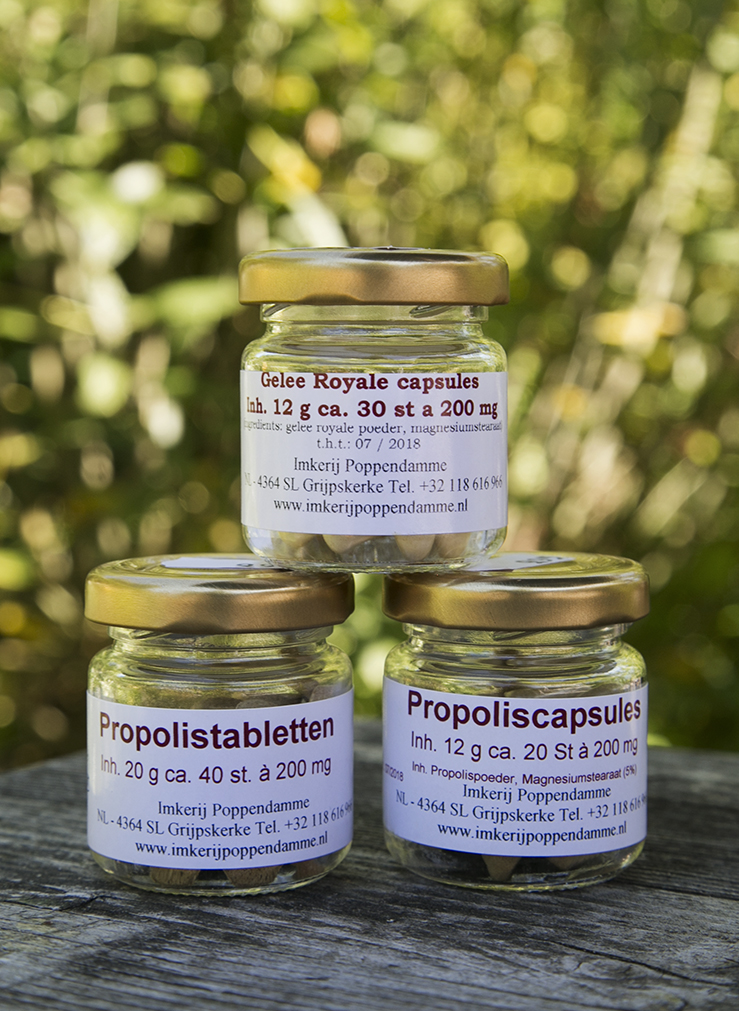 Gelee Royale capsules
Inh. 12 g ca. 30 st a 200 mg
ingredients: gelee royale poeder, magnesiumstearaat
t.h.t.: 07 / 2018
Imkerij Poppendamme
NL - 4364 SL Grijpskerke Tel. +32 118 616 966
www.imkerijpoppendamme.nl
Propolistabletten
Inh. 20 g ca. 40 st. à 200 mg
Imkerij Poppendamme
NL - 4364 SL Grijpskerke Tel. +32 118 616 966
www.imkerijpoppendamme.nl
Propoliscapsules
Inh. 12 g ca. 20 St à 200 mg
07/2018 Inh. Propolispoeder, Magnesiumstearaat (5%)
Imkerij Poppendamme
NL - 4364 SL Grijpskerke Tel. +32 118 616
www.imkerijpoppendamme.nl